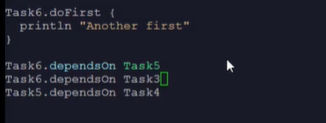 Task6.doFirst {
  println "Another first"
}

Task6.dependsOn Task5
Task6.dependsOn Task3
Task5.dependsOn Task4